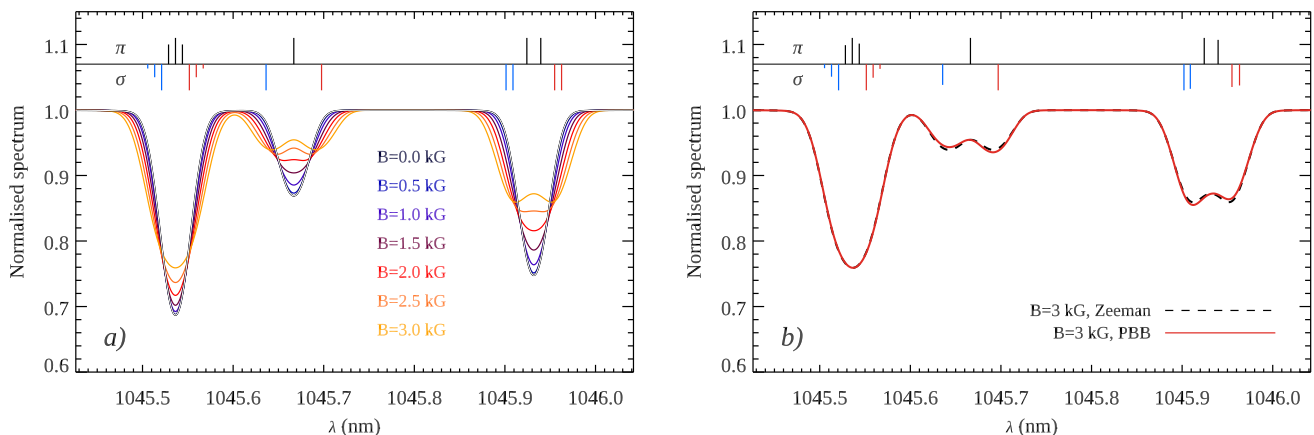 π
σ
1.1
1.0
0.9
0.8
0.7
0.6
Normalised spectrum
B=0.0 kG
B=0.5 kG
B=1.0 kG
B=1.5 kG
B=2.0 kG
B=2.5 kG
B=3.0 kG
a)
1045.5 1045.6 1045.7 1045.8 1045.9 1046.0
λ (nm)
π
σ
1.1
1.0
0.9
0.8
0.7
0.6
Normalised spectrum
B=3 kG, Zeeman
B=3 kG, PBB
b)
1045.5 1045.6 1045.7 1045.8 1045.9 1046.0
λ (nm)